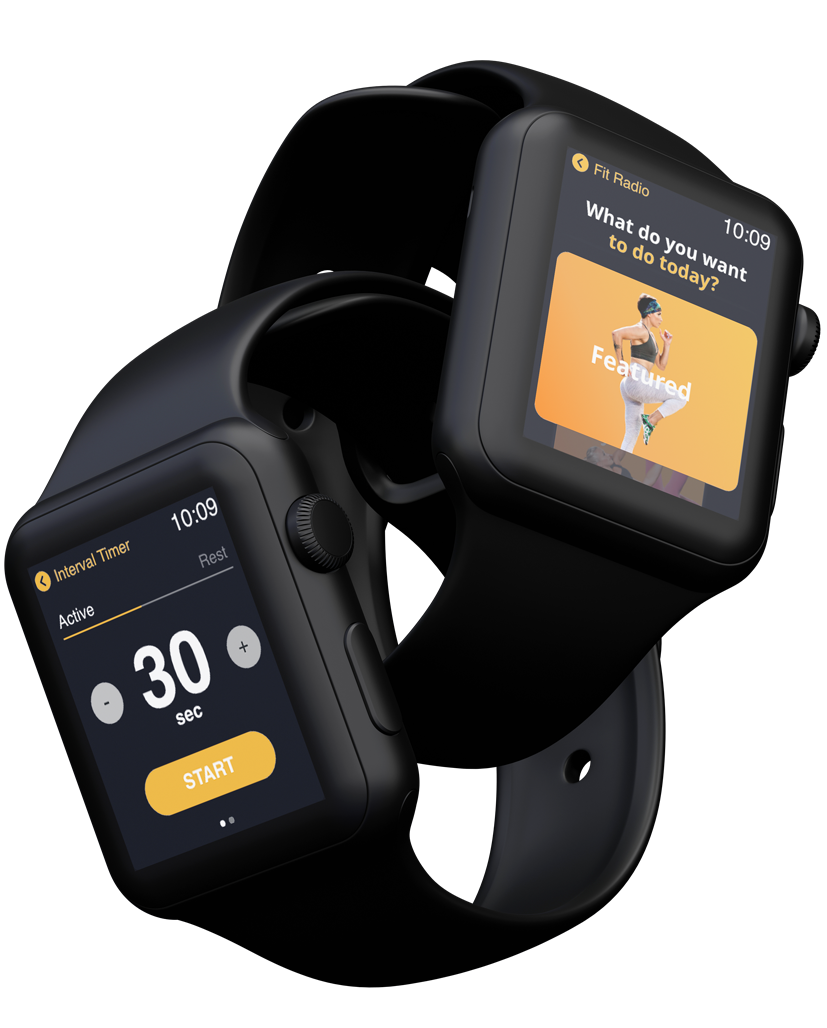 Fit Radio
10:09
What do you want
to do today?
Featured
10:09
Interval Timer
Active
Rest
30
sec
-
+
START